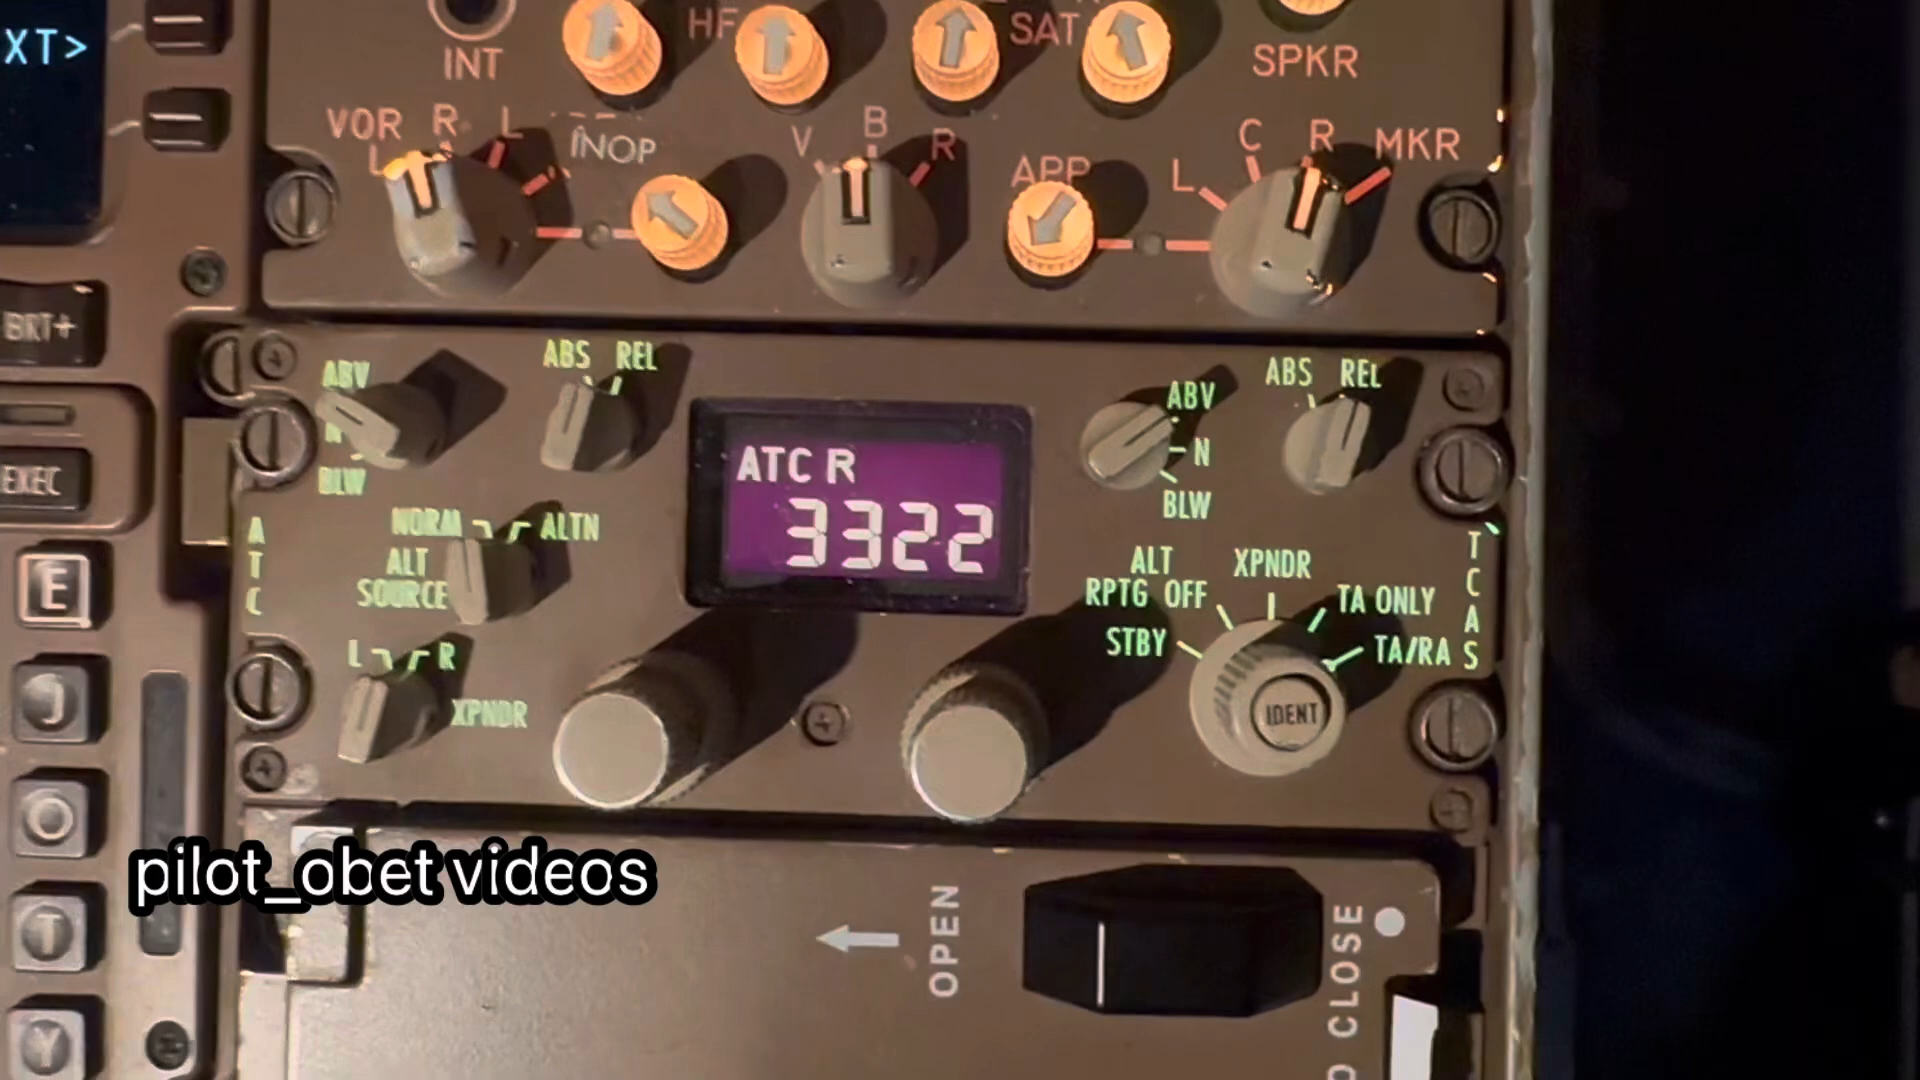 XT>
HF
SAT
INT
SPKR
VOR
L
R
L
INOP
V
B
R
APP
L
C
R
MKR
BRT+
EXEC
E
J
O
T
Y
ABV
N
BLW
ABS REL
ATC R
3322
ABV
N
BLW
ABS REL
ATC
NORM
ALTN
ALT
SOURCE
L
R
XPNDR
ALT
RPTG OFF
XPNDR
TA ONLY
STBY
TA/RA
IDENT
TCAS
pilot_obet videos
OPEN
CLOSE